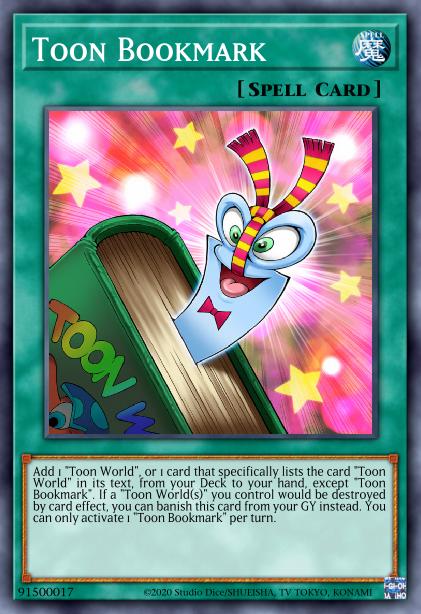 Toon Bookmark
SPELL
魔
[Spell Card]
TOON W
Add 1 "Toon World", or 1 card that specifically lists the card "Toon
World" in its text, from your Deck to your hand, except "Toon
Bookmark". If a "Toon World(s)" you control would be destroyed
by card effect, you can banish this card from your GY instead. You
can only activate 1 "Toon Bookmark" per turn.
91500017
©2020 Studio Dice/SHUEISHA, TV TOKYO, KONAMI